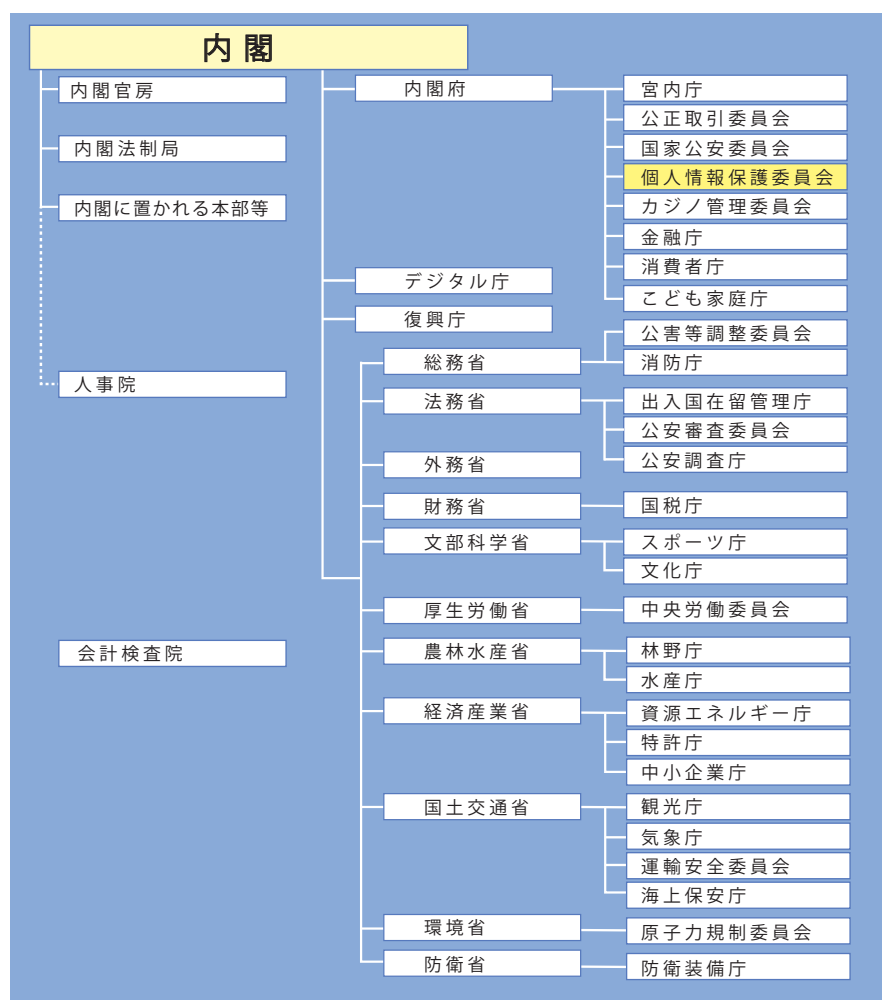 内閣
内閣官房
内閣法制局
内閣に置かれる本部等
人事院
会計検査院
内閣府
宮内庁
公正取引委員会
国家公安委員会
個人情報保護委員会
カジノ管理委員会
金融庁
消費者庁
こども家庭庁
デジタル庁
復興庁
総務省
公害等調整委員会
消防庁
法務省
出入国在留管理庁
公安審査委員会
公安調査庁
外務省
財務省
国税庁
文部科学省
スポーツ庁
文化庁
厚生労働省
中央労働委員会
農林水産省
林野庁
水産庁
経済産業省
資源エネルギー庁
特許庁
中小企業庁
国土交通省
観光庁
気象庁
運輸安全委員会
海上保安庁
環境省
原子力規制委員会
防衛省
防衛装備庁